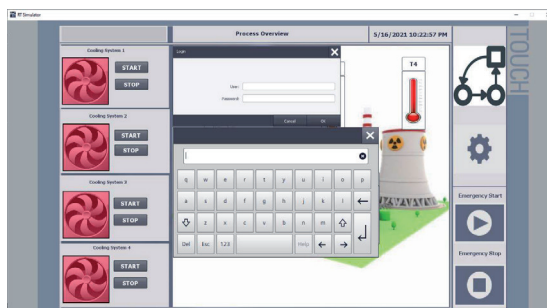 RT Simulator
Process Overview
5/16/2021 10:22:57 PM
TOUCH
Cooling System 1
START
STOP
Cooling System 2
START
STOP
Cooling System 3
START
STOP
Cooling System 4
START
STOP
Login
User:
Password:
Cancel
OK
T4
q w e r t y u i o p
a s d f g h j k l
z x c v b n m
Del Esc 123 Help
Emergency Start
Emergency Stop